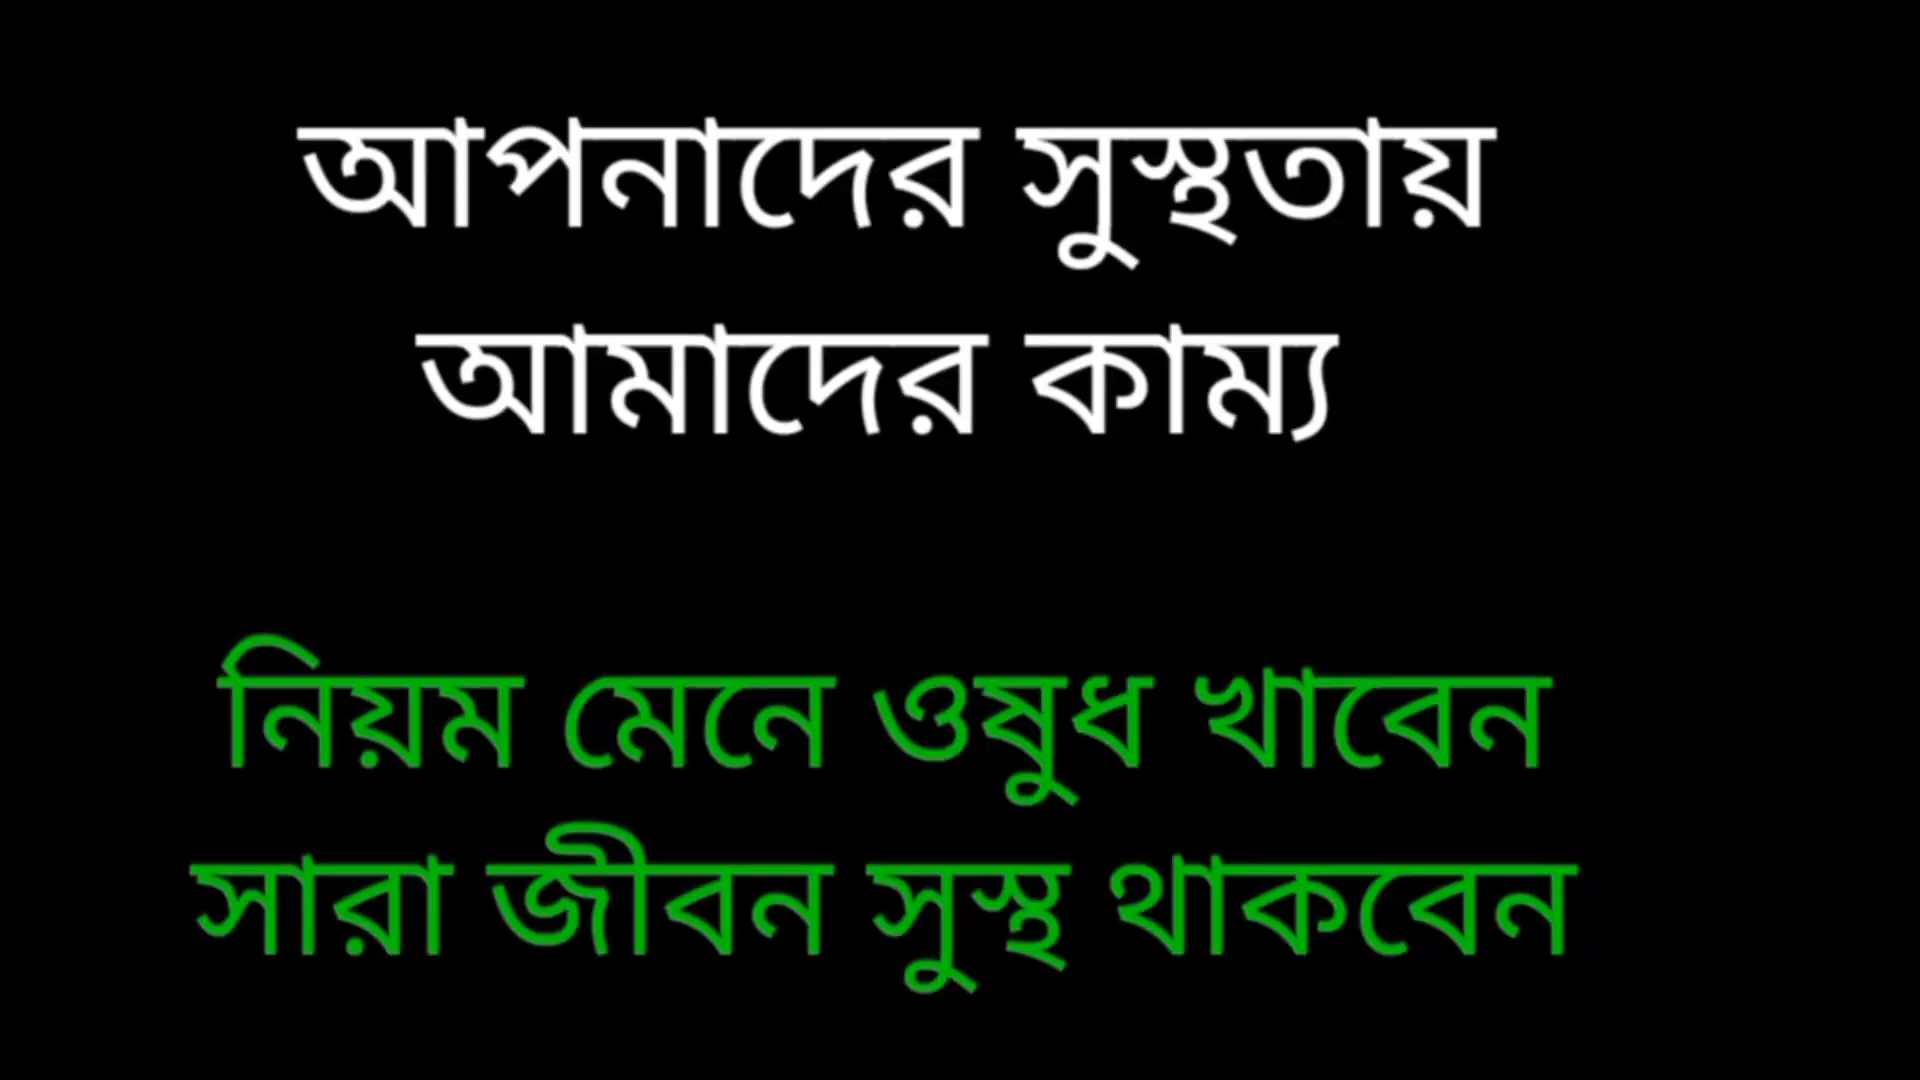 আপনাদের সুস্থতায়
আমাদের কাম্য
নিয়ম মেনে ওষুধ খাবেন
সারা জীবন সুস্থ থাকবেন